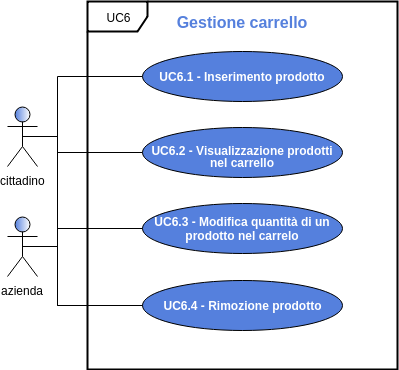 UC6
Gestione carrello
UC6.1 - Inserimento prodotto
UC6.2 - Visualizzazione prodotti
nel carrello
cittadino
UC6.3 - Modifica quantità di un
prodotto nel carrelo
azienda
UC6.4 - Rimozione prodotto